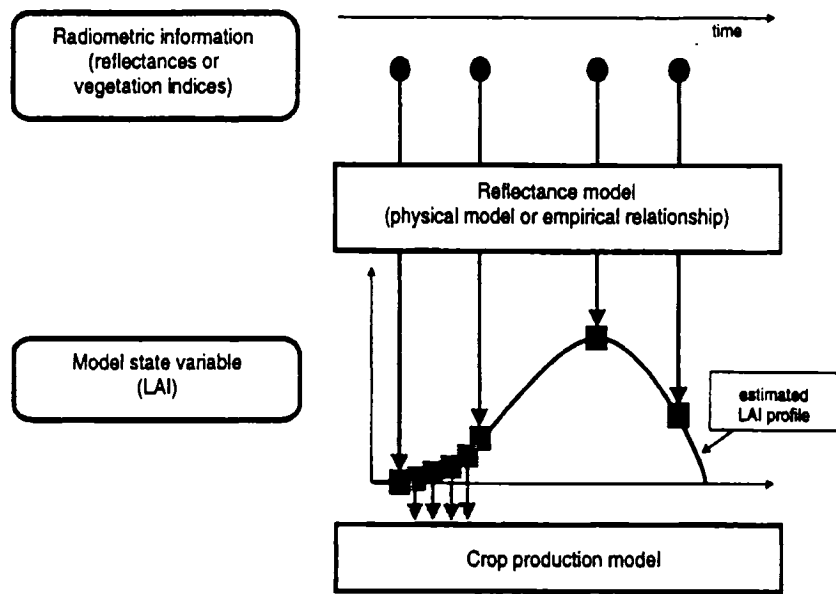 Radiometric information
(reflectances or
vegetation indices)
time
Reflectance model
(physical model or empirical relationship)
Model state variable
(LAI)
estimated
LAI profile
Crop production model